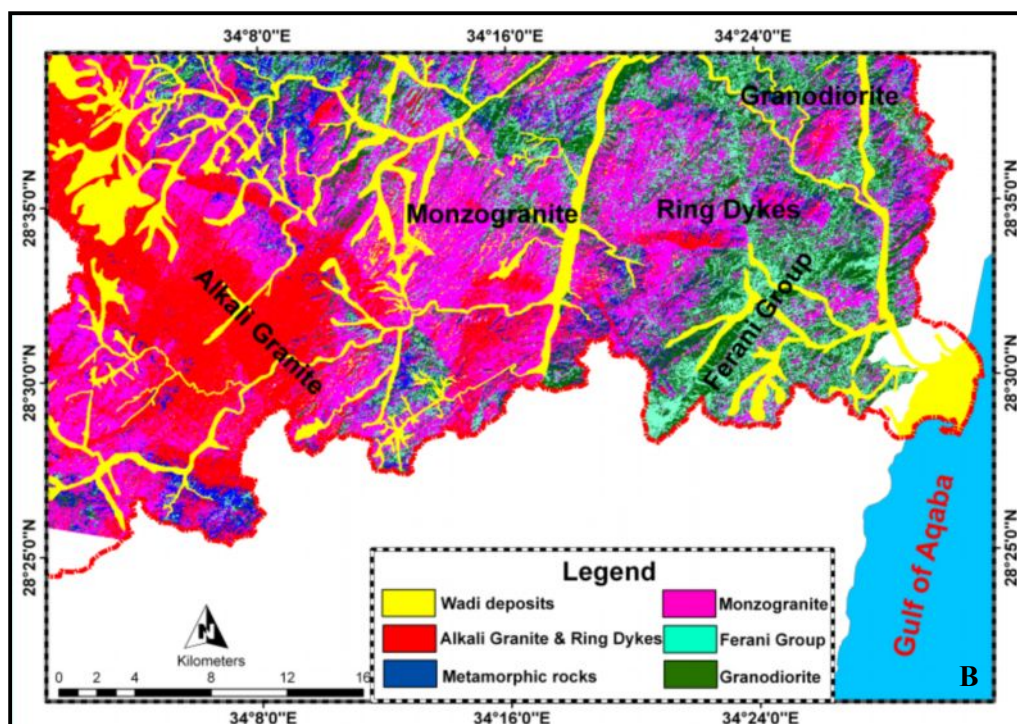 34°8'0"E 34°16'0"E 34°24'0"E
28°35'0"N
28°30'0"N
28°25'0"N
28°35'0"N
28°30'0"N
28°25'0"N
Granodiorite
Monzogranite
Ring Dykes
Alkali Granite
Ferani Group
Gulf of Aqaba
Legend
Wadi deposits
Alkali Granite & Ring Dykes
Metamorphic rocks
Monzogranite
Ferani Group
Granodiorite
N
Kilometers
0 2 4 8 12 16
B
34°8'0"E 34°16'0"E 34°24'0"E